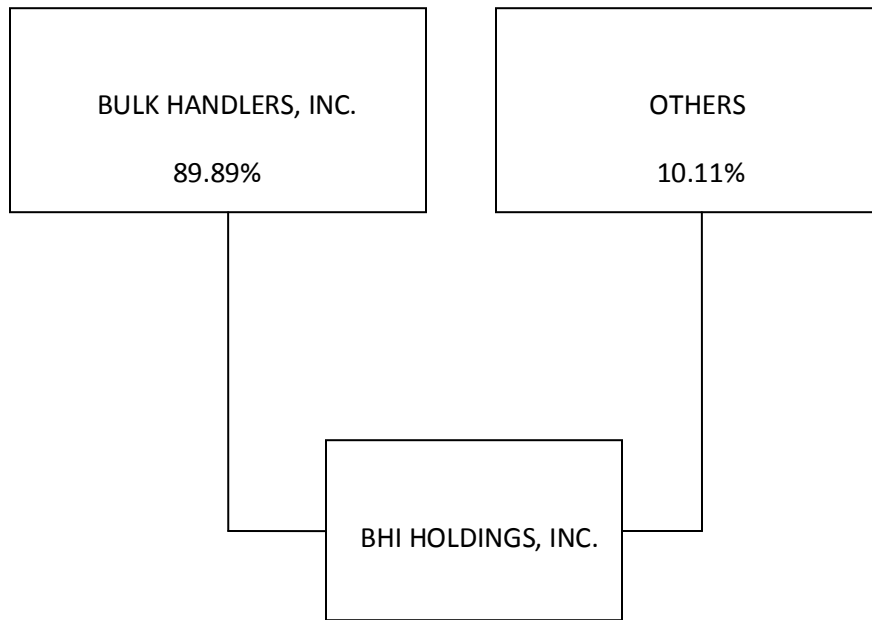 BULK HANDLERS, INC.
89.89%
OTHERS
10.11%
BHI HOLDINGS, INC.